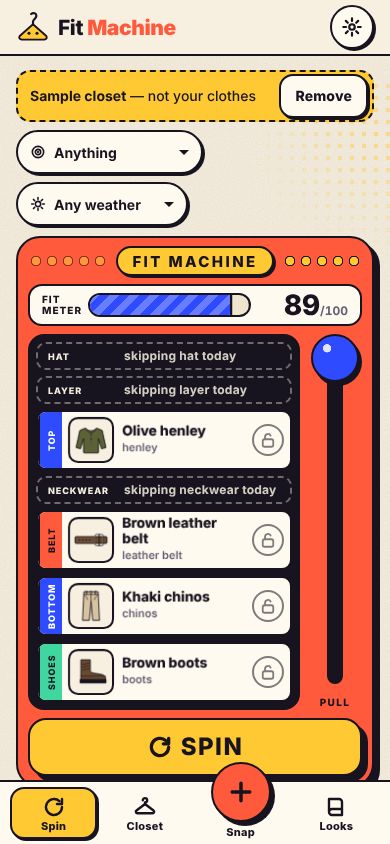 Fit Machine
Sample closet — not your clothes
Remove
Anything
Any weather
FIT MACHINE
FIT METER
89/100
HAT
skipping hat today
LAYER
skipping layer today
TOP
Olive henley
henley
NECKWEAR
skipping neckwear today
BELT
Brown leather
belt
leather belt
BOTTOM
Khaki chinos
chinos
SHOES
Brown boots
boots
PULL
SPIN
Spin
Closet
Snap
Looks